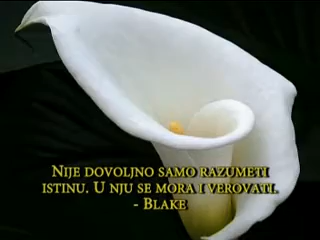 Nije dovoljno samo razumeti
istinu. U nju se mora i verovati.
- Blake